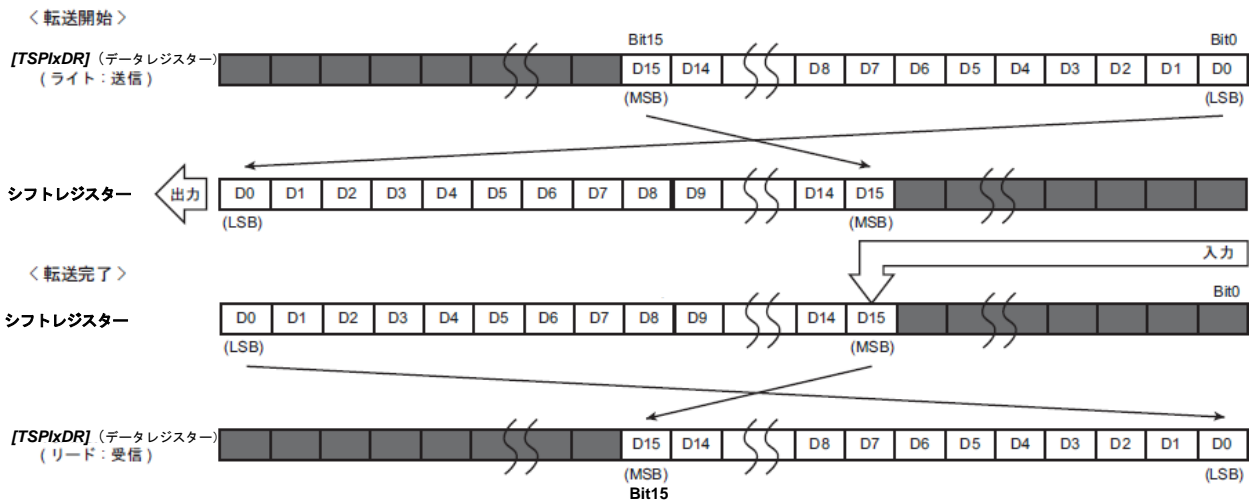 ＜転送開始＞
Bit15 Bit0
[TSPIxDR]（データレジスター）
（ライト：送信）
D15 D14 D8 D7 D6 D5 D4 D3 D2 D1 D0
(MSB) (LSB)
シフトレジスター 出力 D0 D1 D2 D3 D4 D5 D6 D7 D8 D9 D14 D15
(LSB) (MSB)
入力
＜転送完了＞
Bit0
シフトレジスター D0 D1 D2 D3 D4 D5 D6 D7 D8 D9 D14 D15
(LSB) (MSB)
[TSPIxDR]（データレジスター）
（リード：受信）
D15 D14 D8 D7 D6 D5 D4 D3 D2 D1 D0
(MSB) (LSB)
Bit15